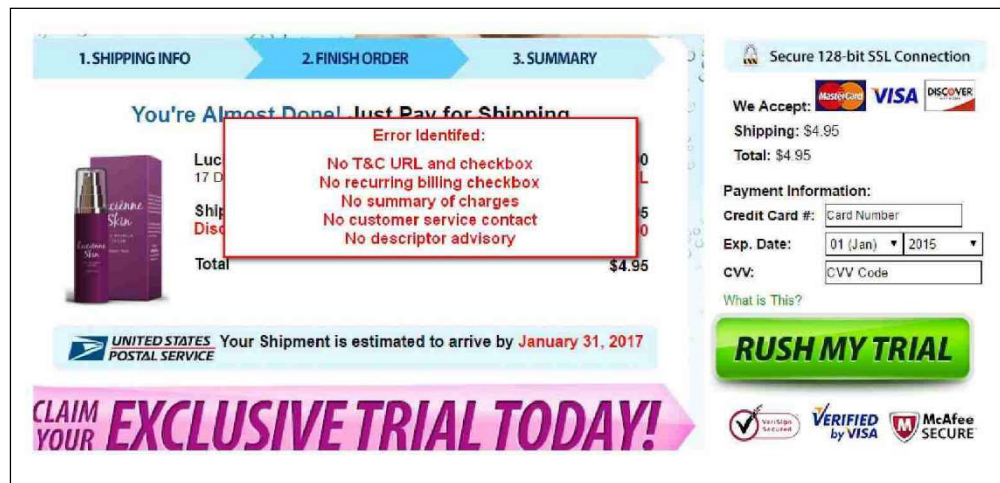 1. SHIPPING INFO
2. FINISH ORDER
3. SUMMARY
You're Almost Done! Just Pay for Shipping
Error Identifed:
No T&C URL and checkbox
No recurring billing checkbox
No summary of charges
No customer service contact
No descriptor advisory
Luc
17 D
Ship
Disc
Total
$4.95
UNITED STATES
POSTAL SERVICE
Your Shipment is estimated to arrive by January 31, 2017
CLAIM
YOUR
EXCLUSIVE TRIAL TODAY!
Secure 128-bit SSL Connection
We Accept:
MasterCard
VISA
DISCOVER
Shipping: $4.95
Total: $4.95
Payment Information:
Credit Card #:
Card Number
Exp. Date:
01 (Jan)
2015
CVV:
CVV Code
What is This?
RUSH MY TRIAL
VeriSign
Secured
VERIFIED
by VISA
McAfee
SECURE